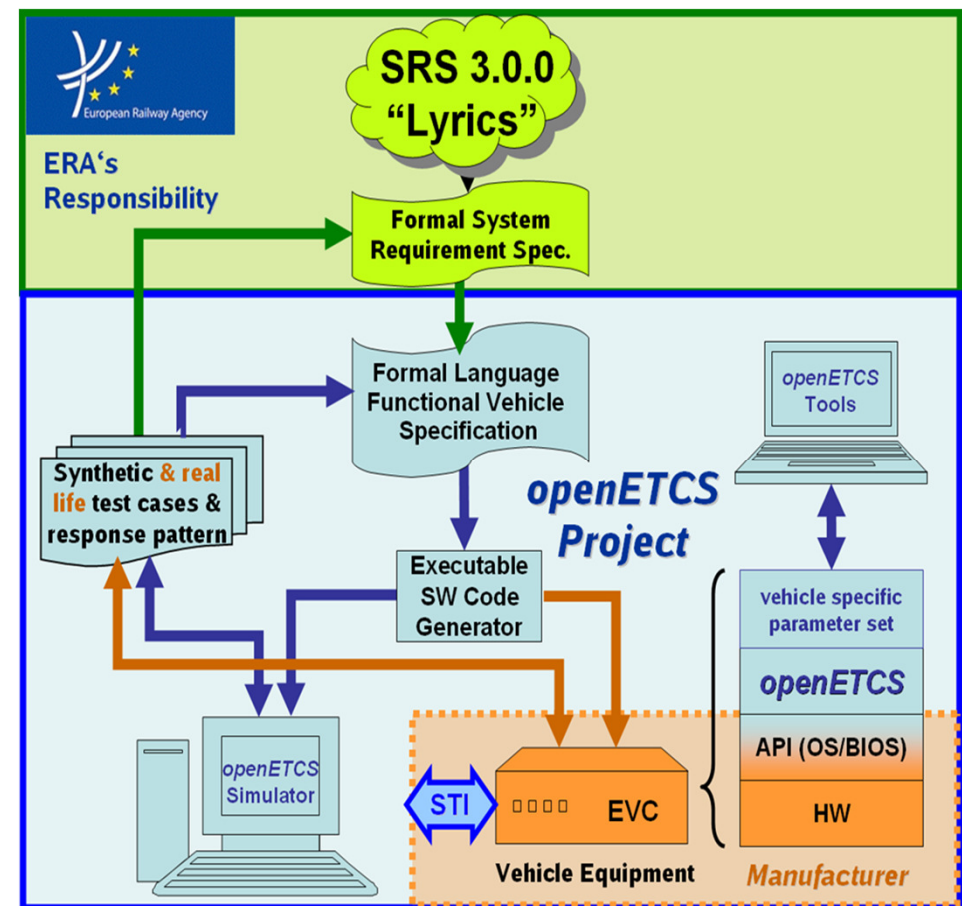 SRS 3.0.0
“Lyrics”
European Railway Agency
ERA‘s
Responsibility
Formal System
Requirement Spec.
Formal Language
Functional Vehicle
Specification
openETCS
Tools
Synthetic & real
life test cases &
response pattern
openETCS
Project
Executable
SW Code
Generator
vehicle specific
parameter set
openETCS
API (OS/BIOS)
HW
openETCS
Simulator
STI
EVC
Vehicle Equipment
Manufacturer